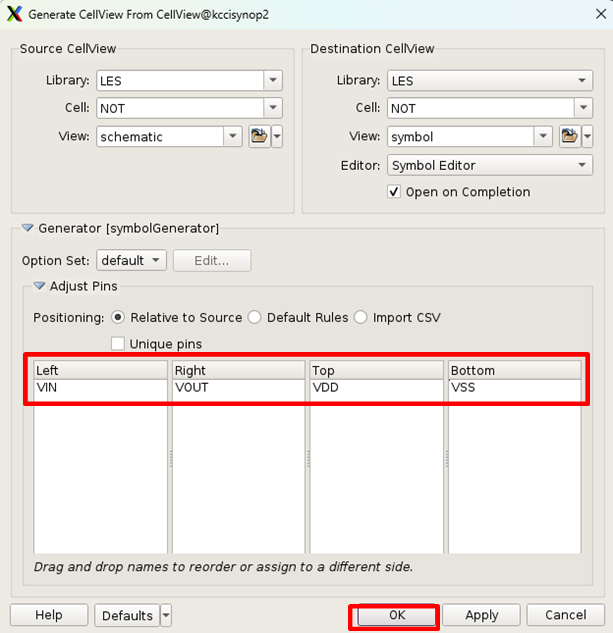 Generate CellView From CellView@kccisynop2
Source CellView
Library: LES
Cell: NOT
View: schematic
Destination CellView
Library: LES
Cell: NOT
View: symbol
Editor: Symbol Editor
Open on Completion
Generator [symbolGenerator]
Option Set: default Edit...
Adjust Pins
Positioning: Relative to Source Default Rules Import CSV
Unique pins
Left Right Top Bottom
VIN VOUT VDD VSS
Drag and drop names to reorder or assign to a different side.
Help Defaults OK Apply Cancel